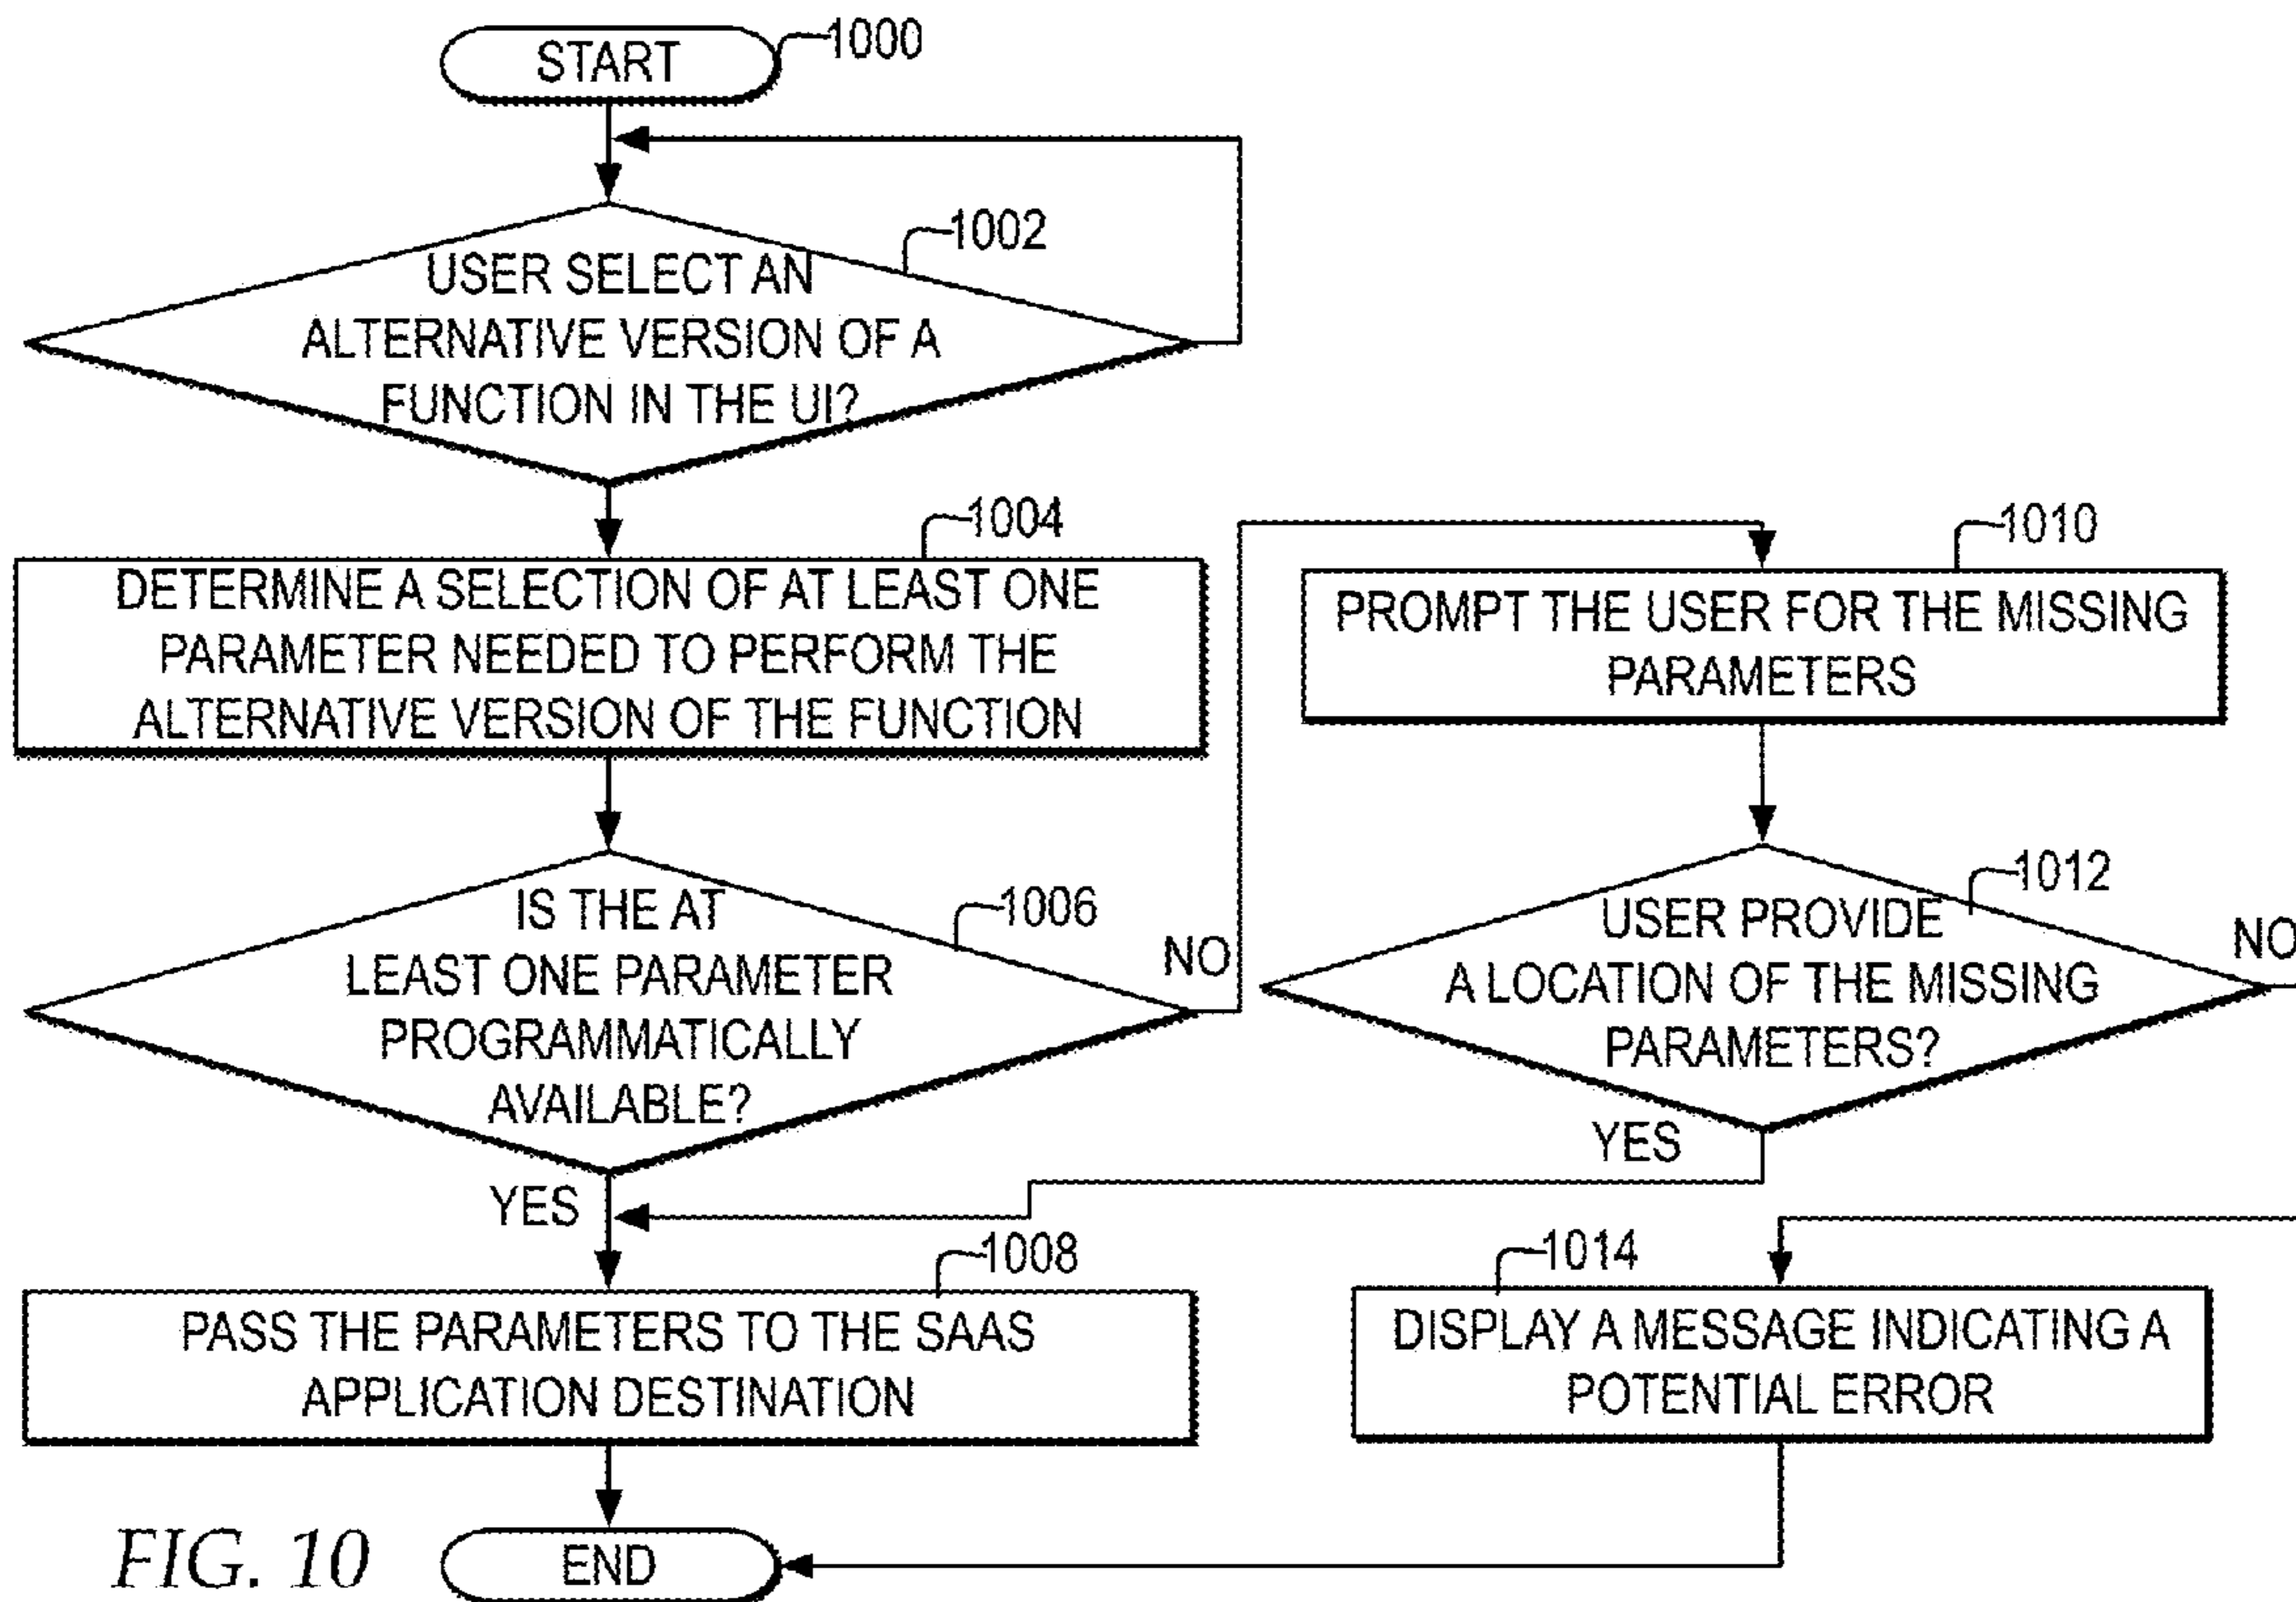 START
1000
1002
USER SELECT AN
ALTERNATIVE VERSION OF A
FUNCTION IN THE UI?
1004
DETERMINE A SELECTION OF AT LEAST ONE
PARAMETER NEEDED TO PERFORM THE
ALTERNATIVE VERSION OF THE FUNCTION
1006
IS THE AT
LEAST ONE PARAMETER
PROGRAMMATICALLY
AVAILABLE?
NO
YES
1008
PASS THE PARAMETERS TO THE SAAS
APPLICATION DESTINATION
1010
PROMPT THE USER FOR THE MISSING
PARAMETERS
1012
USER PROVIDE
A LOCATION OF THE MISSING
PARAMETERS?
NO
YES
1014
DISPLAY A MESSAGE INDICATING A
POTENTIAL ERROR
END
FIG. 10